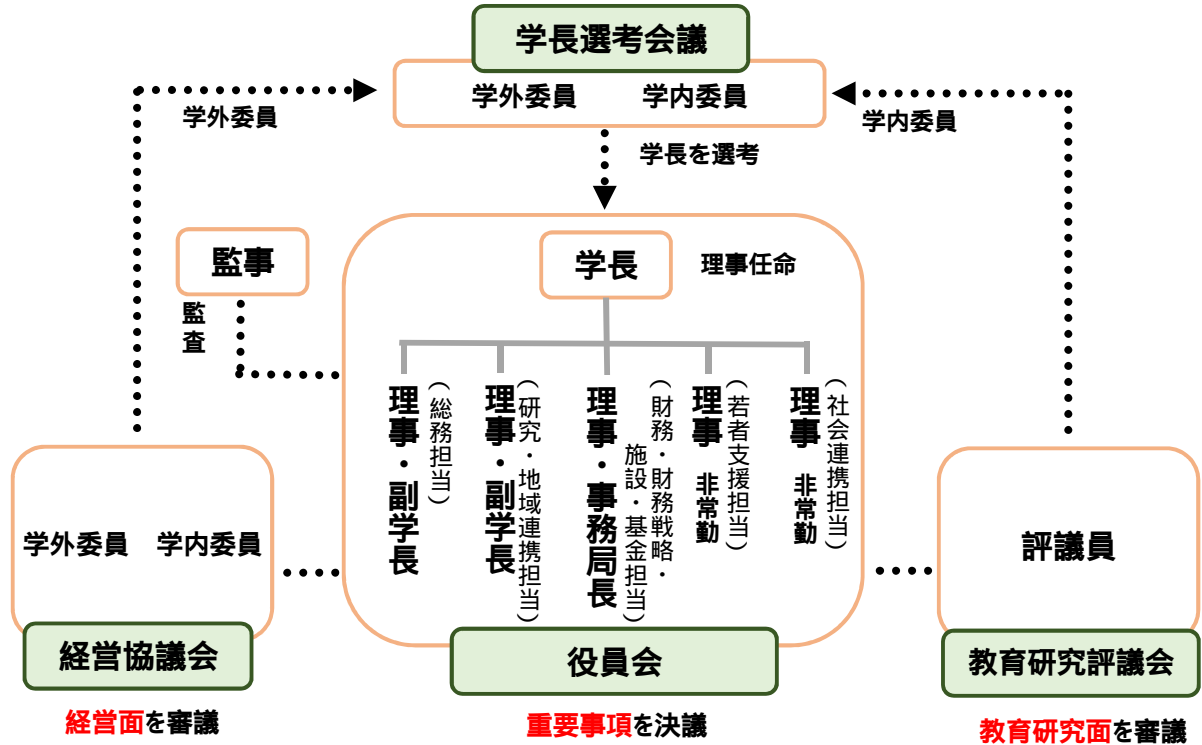 学長選考会議
学外委員　学内委員
学外委員
学内委員
学長を選考
監事
監査
学長
理事任命
理事・副学長
（総務担当）
理事・副学長
（研究・地域連携担当）
理事・事務局長
（財務・財務戦略・
施設・基金担当）
理事　非常勤
（若者支援担当）
理事　非常勤
（社会連携担当）
学外委員　学内委員
評議員
経営協議会
役員会
教育研究評議会
経営面を審議
重要事項を決議
教育研究面を審議